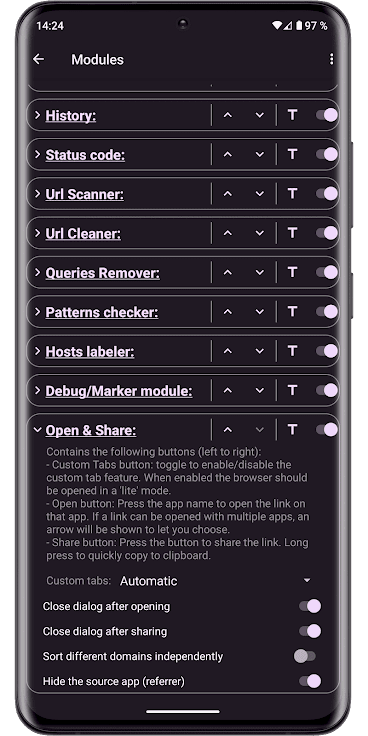 14:24 97 %
Modules
History: T
Status code: T
Url Scanner: T
Url Cleaner: T
Queries Remover: T
Patterns checker: T
Hosts labeler: T
Debug/Marker module: T
Open & Share: T
Contains the following buttons (left to right):
- Custom Tabs button: toggle to enable/disable the
custom tab feature. When enabled the browser should
be opened in a 'lite' mode.
- Open button: Press the app name to open the link on
that app. If a link can be opened with multiple apps, an
arrow will be shown to let you choose.
- Share button: Press the button to share the link. Long
press to quickly copy to clipboard.
Custom tabs: Automatic
Close dialog after opening
Close dialog after sharing
Sort different domains independently
Hide the source app (referrer)